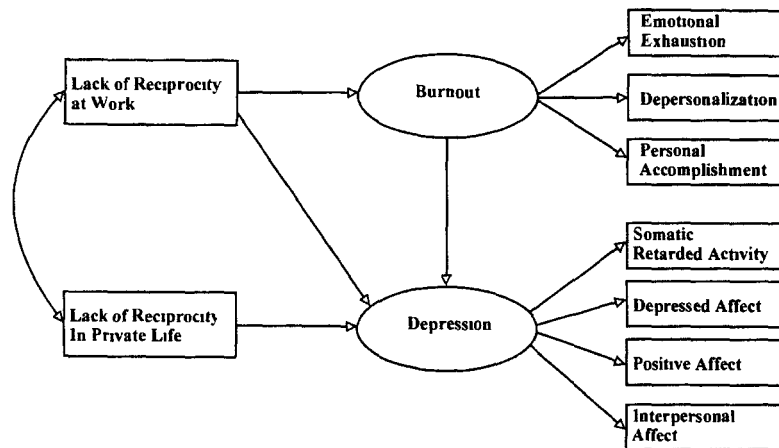 Emotional
Exhaustion
Lack of Reciprocity
at Work
Burnout
Depersonalization
Personal
Accomplishment
Somatic
Retarded Activity
Lack of Reciprocity
In Private Life
Depression
Depressed Affect
Positive Affect
Interpersonal
Affect